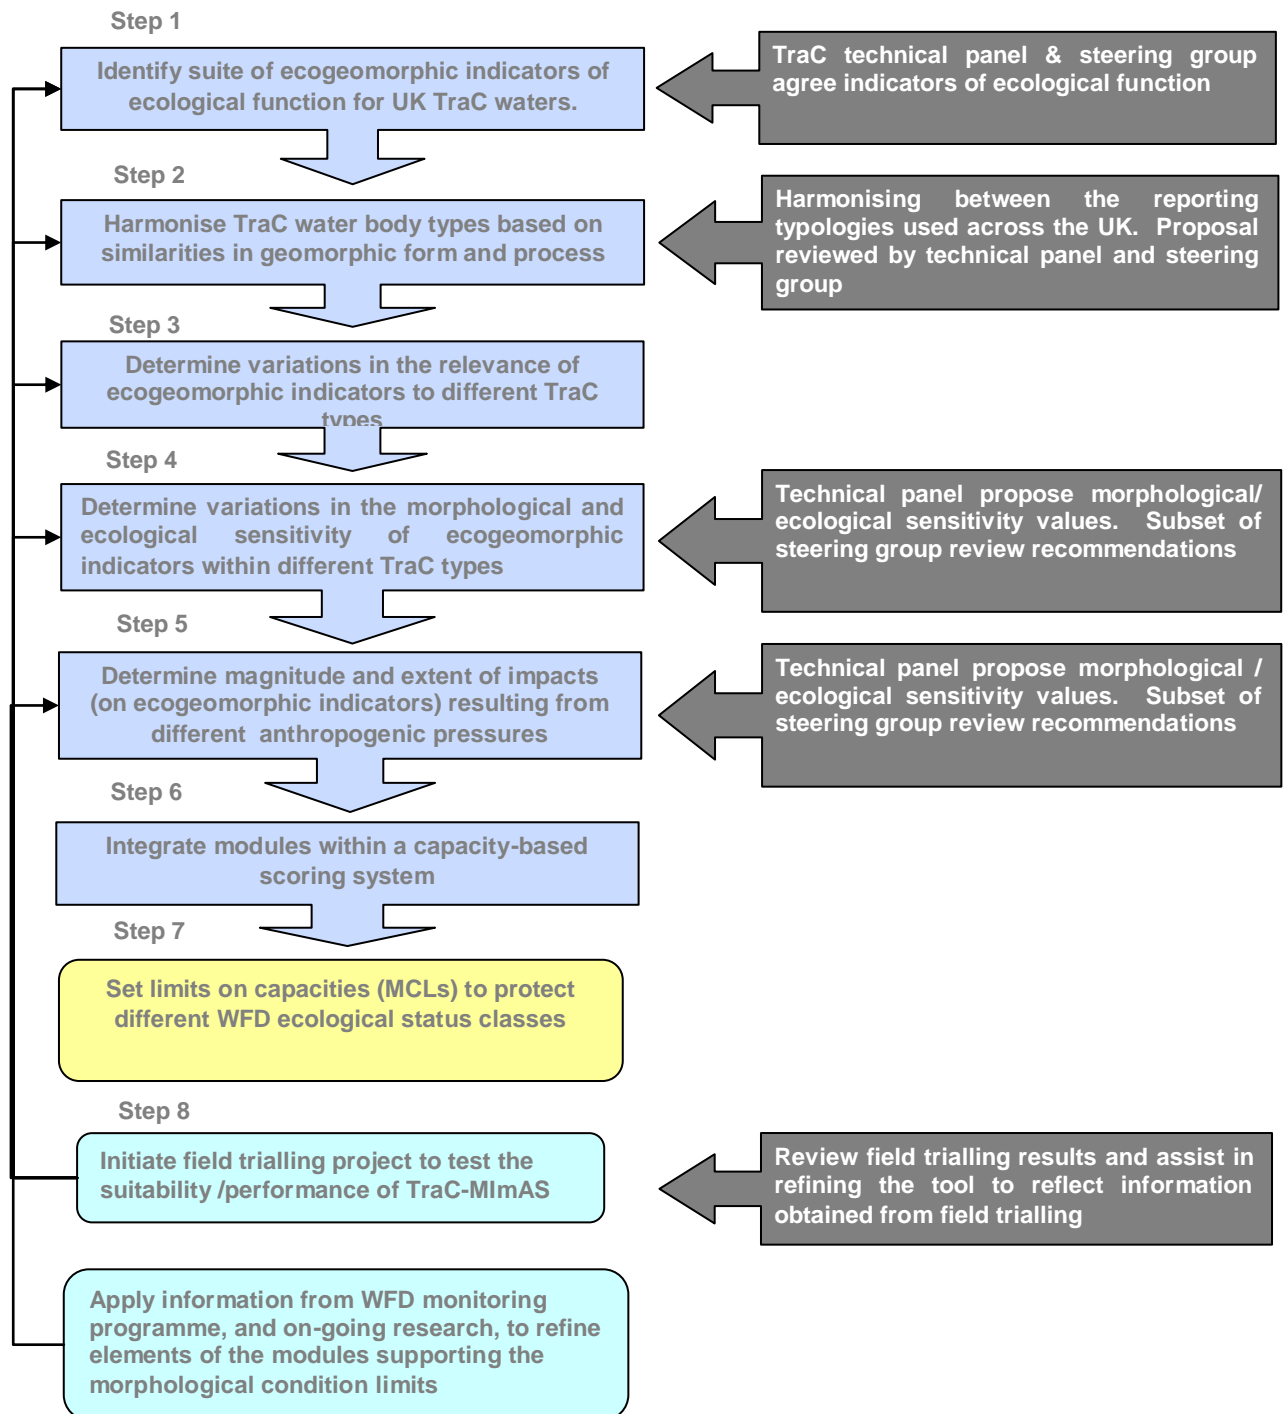 Step 1
Identify suite of ecogeomorphic indicators of
ecological function for UK TraC waters.
TraC technical panel & steering group
agree indicators of ecological function
Step 2
Harmonise TraC water body types based on
similarities in geomorphic form and process
Harmonising between the reporting
typologies used across the UK. Proposal
reviewed by technical panel and steering
group
Step 3
Determine variations in the relevance of
ecogeomorphic indicators to different TraC
types
Step 4
Determine variations in the morphological and
ecological sensitivity of ecogeomorphic
indicators within different TraC types
Technical panel propose morphological/
ecological sensitivity values. Subset of
steering group review recommendations
Step 5
Determine magnitude and extent of impacts
(on ecogeomorphic indicators) resulting from
different anthropogenic pressures
Technical panel propose morphological /
ecological sensitivity values. Subset of
steering group review recommendations
Step 6
Integrate modules within a capacity-based
scoring system
Step 7
Set limits on capacities (MCLs) to protect
different WFD ecological status classes
Step 8
Initiate field trialling project to test the
suitability /performance of TraC-MImAS
Review field trialling results and assist in
refining the tool to reflect information
obtained from field trialling
Apply information from WFD monitoring
programme, and on-going research, to refine
elements of the modules supporting the
morphological condition limits